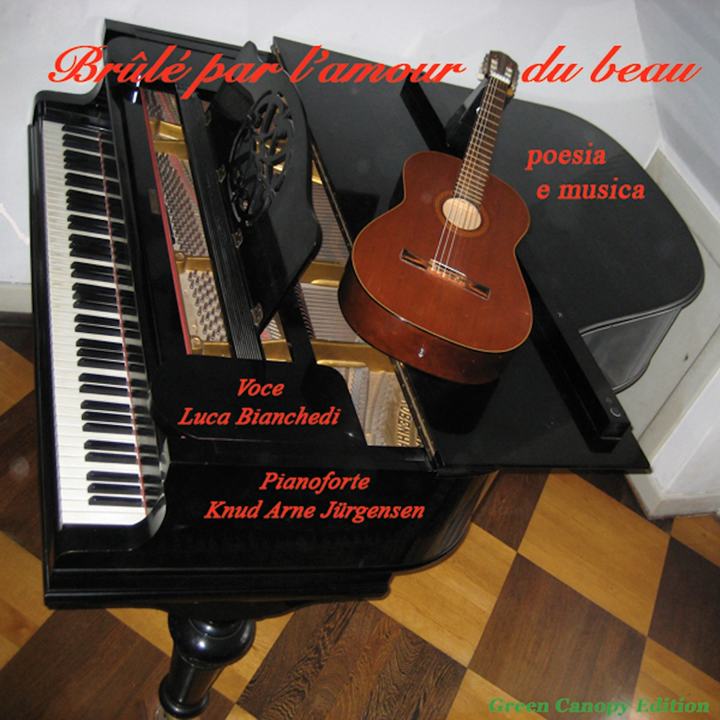 Brûlé par l'amour du beau
poesia
e musica
Voce
Luca Bianchedi
Pianoforte
Knud Arne Jürgensen
Green Canopy Edition